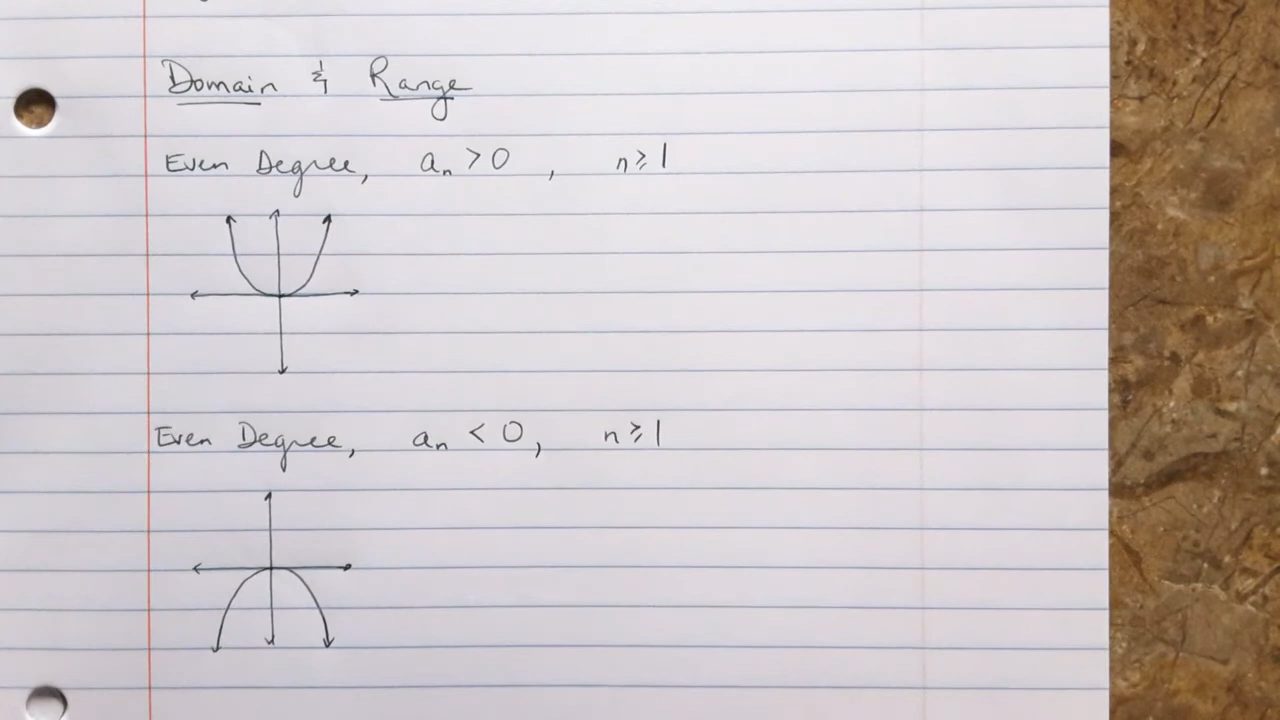 Domain & Range
Even Degree, aₙ > 0, n ≥ 1
Even Degree, aₙ < 0, n ≥ 1